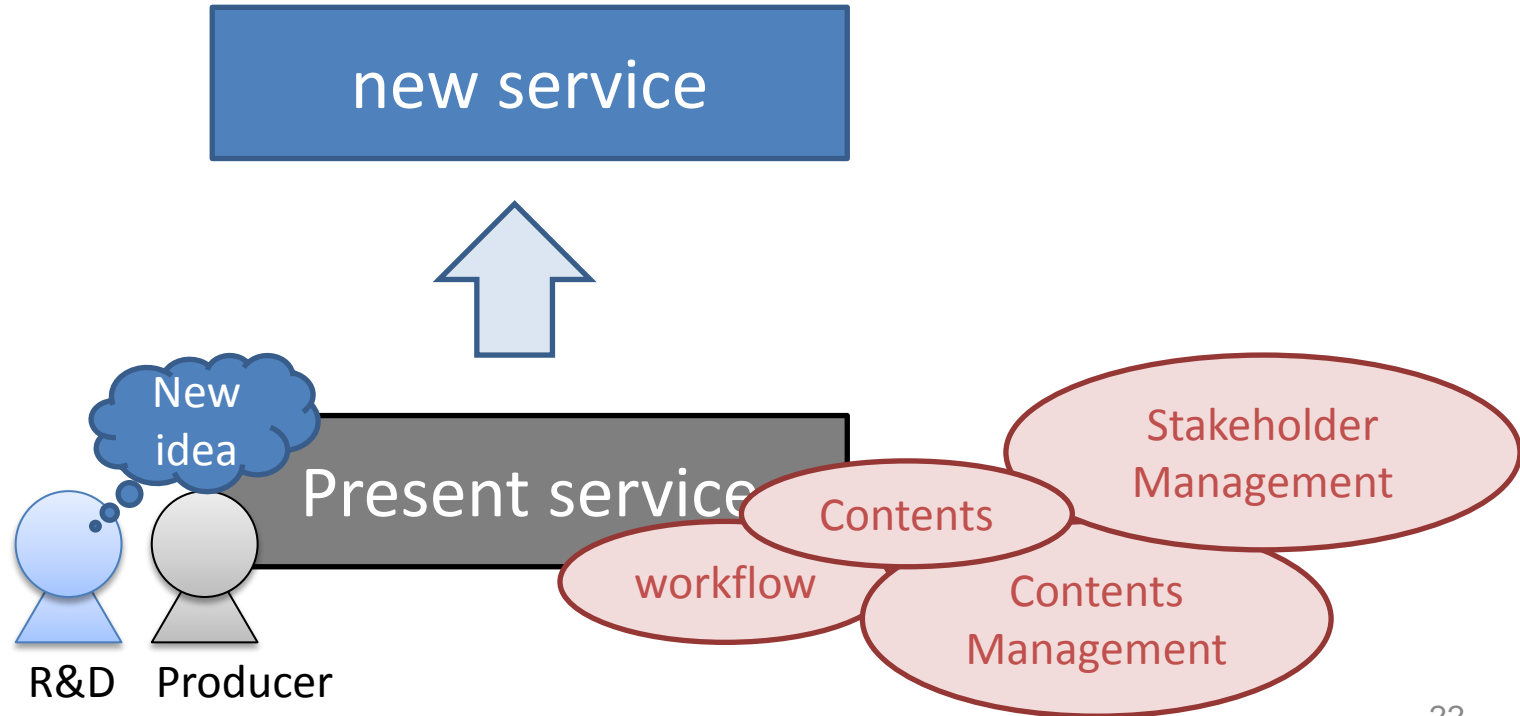 new service
New
idea
Present service
Stakeholder
Management
Contents
workflow
Contents
Management
R&D
Producer